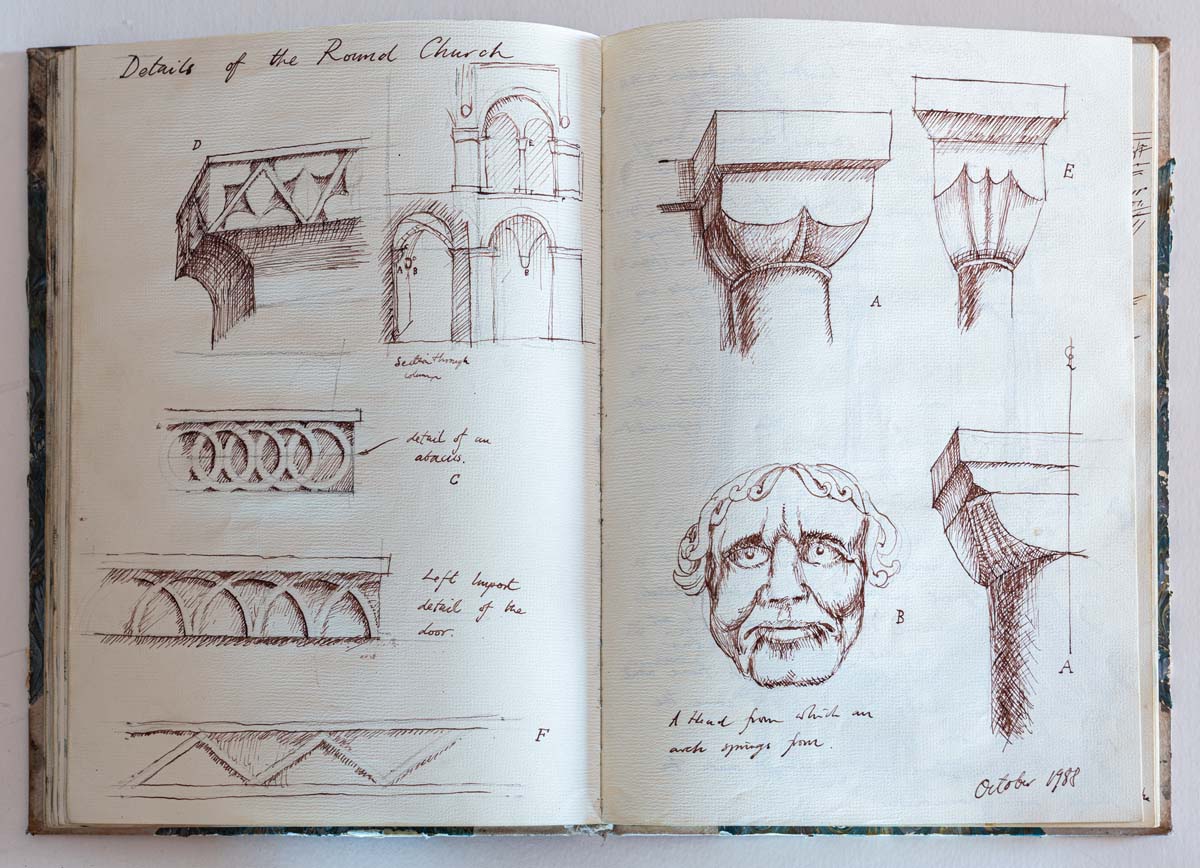 Details of the Round Church
D
E
A
B
B
Section through
column
detail of an
abacus.
C
Left Impost
detail of the
door.
F
A
E
B
A
A Head from which an
arch springs from.
October 1988